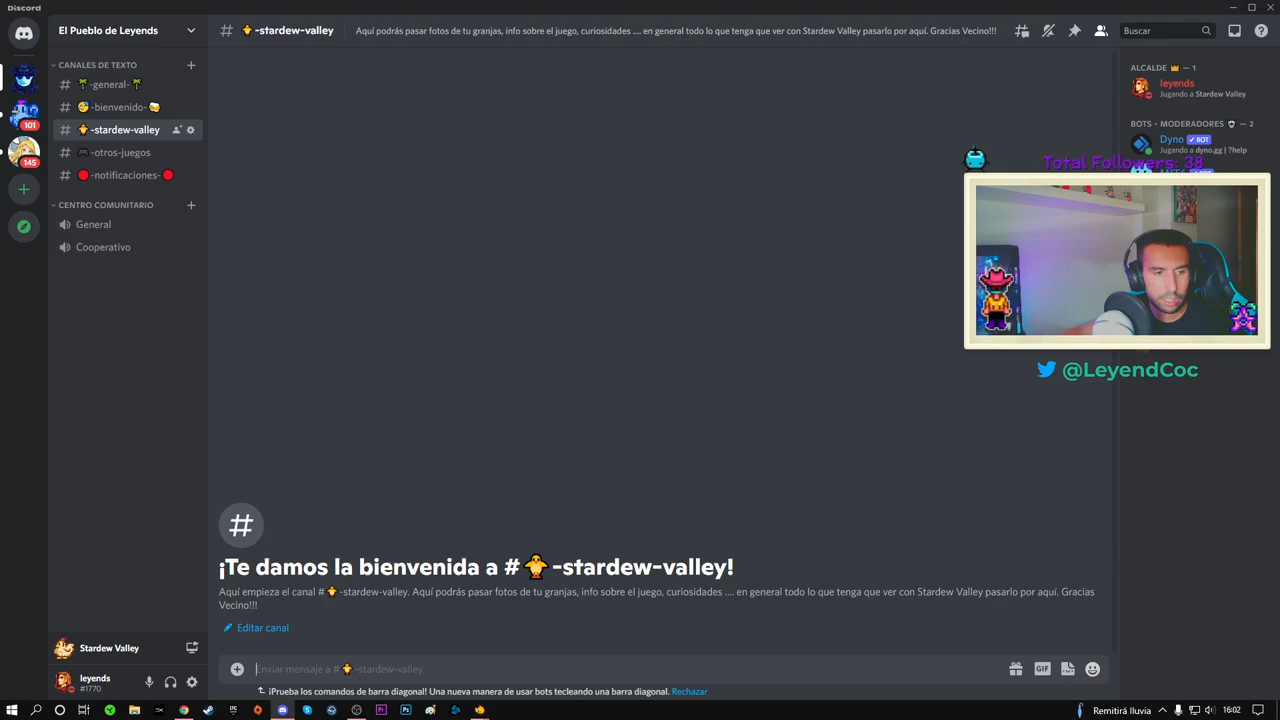 Discord
El Pueblo de Leyends
# 🐤-stardew-valley
Aquí podrás pasar fotos de tu granjas, info sobre el juego, curiosidades .... en general todo lo que tenga que ver con Stardew Valley pasarlo por aquí. Gracias Vecino!!!
Buscar
CANALES DE TEXTO
# 🌴-general-🌴
# 🥳-bienvenido-🍻
# 🐤-stardew-valley
# 🎮-otros-juegos
# 🔴-notificaciones-🔴
CENTRO COMUNITARIO
General
Cooperativo
101
145
ALCALDE 👑 — 1
leyends
Jugando a Stardew Valley
BOTS - MODERADORES — 2
Dyno BOT
Jugando a dyno.gg | ?help
Total Followers: 38
@LeyendCoc
¡Te damos la bienvenida a #🐤-stardew-valley!
Aquí empieza el canal #🐤-stardew-valley. Aquí podrás pasar fotos de tu granjas, info sobre el juego, curiosidades .... en general todo lo que tenga que ver con Stardew Valley pasarlo por aquí. Gracias
Vecino!!!
Editar canal
Enviar mensaje a #🐤-stardew-valley
GIF
¡Prueba los comandos de barra diagonal! Una nueva manera de usar bots tecleando una barra diagonal. Rechazar
Stardew Valley
leyends
#1770
Remitirá lluvia
16:02